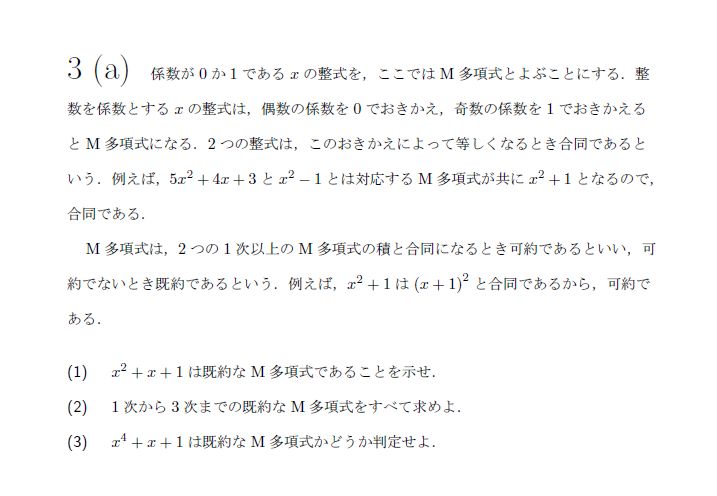 3 (a) 係数が 0 か 1 である x の整式を，ここでは M 多項式とよぶことにする．整
数を係数とする x の整式は，偶数の係数を 0 でおきかえ，奇数の係数を 1 でおきかえる
と M 多項式になる．2 つの整式は，このおきかえによって等しくなるとき合同であると
いう．例えば，5x² + 4x + 3 と x² − 1 とは対応する M 多項式が共に x² + 1 となるので，
合同である．
M 多項式は，2 つの 1 次以上の M 多項式の積と合同になるとき可約であるといい，可
約でないとき既約であるという．例えば，x² + 1 は (x + 1)² と合同であるから，可約で
ある．
(1) x² + x + 1 は既約な M 多項式であることを示せ．
(2) 1 次から 3 次までの既約な M 多項式をすべて求めよ．
(3) x⁴ + x + 1 は既約な M 多項式かどうか判定せよ．